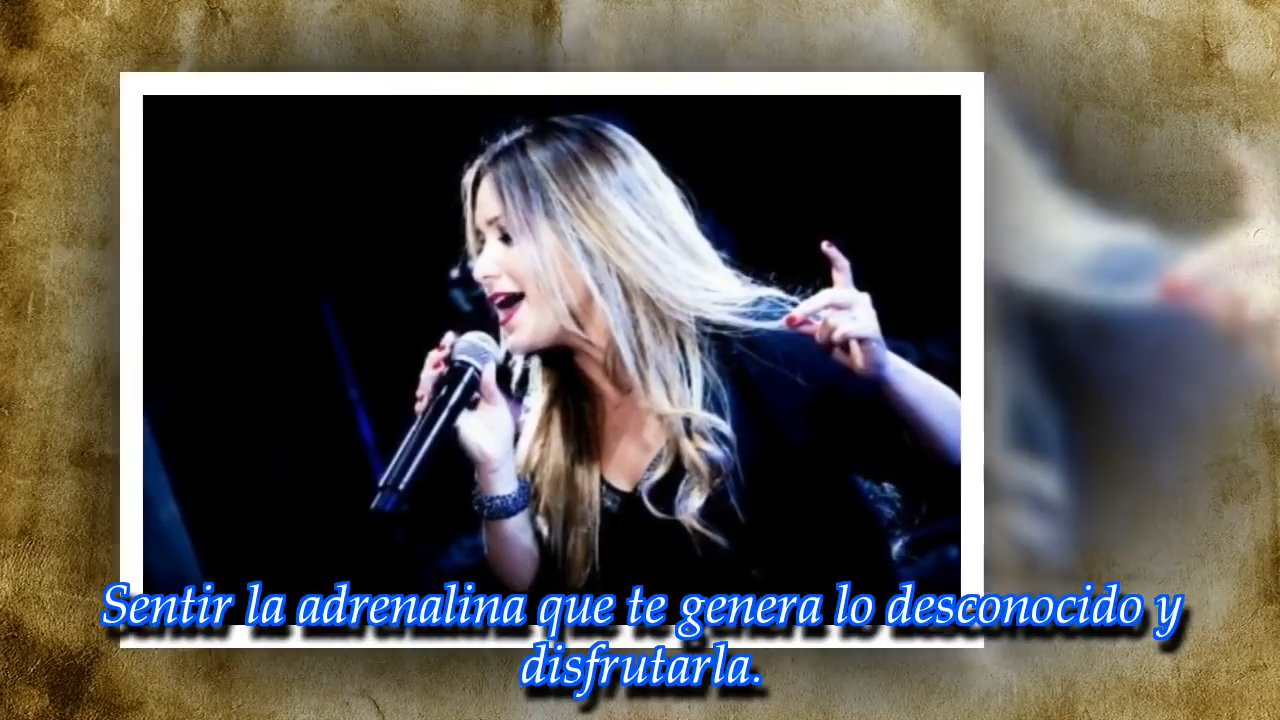 Sentir la adrenalina que te genera lo desconocido y
disfrutarla.